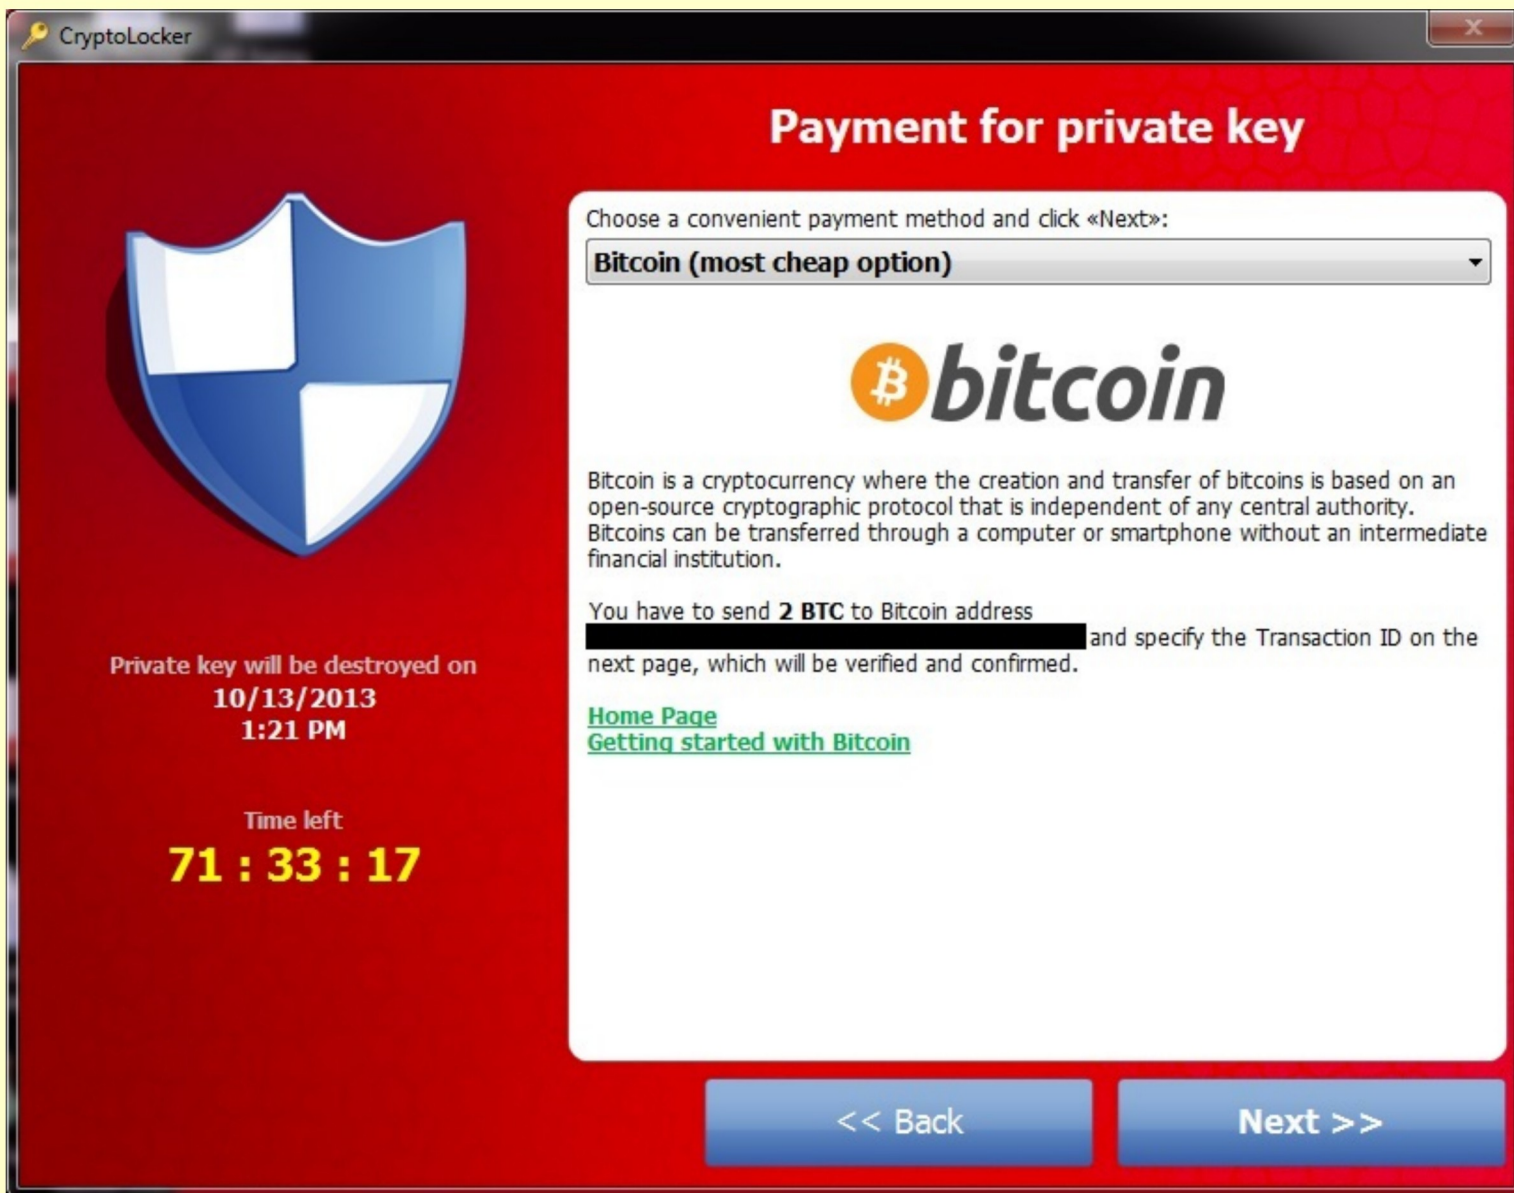 CryptoLocker
Payment for private key
Choose a convenient payment method and click «Next»:
Bitcoin (most cheap option)
bitcoin
Bitcoin is a cryptocurrency where the creation and transfer of bitcoins is based on an
open-source cryptographic protocol that is independent of any central authority.
Bitcoins can be transferred through a computer or smartphone without an intermediate
financial institution.
You have to send 2 BTC to Bitcoin address
and specify the Transaction ID on the
next page, which will be verified and confirmed.
Home Page
Getting started with Bitcoin
Private key will be destroyed on
10/13/2013
1:21 PM
Time left
71 : 33 : 17
<< Back
Next >>